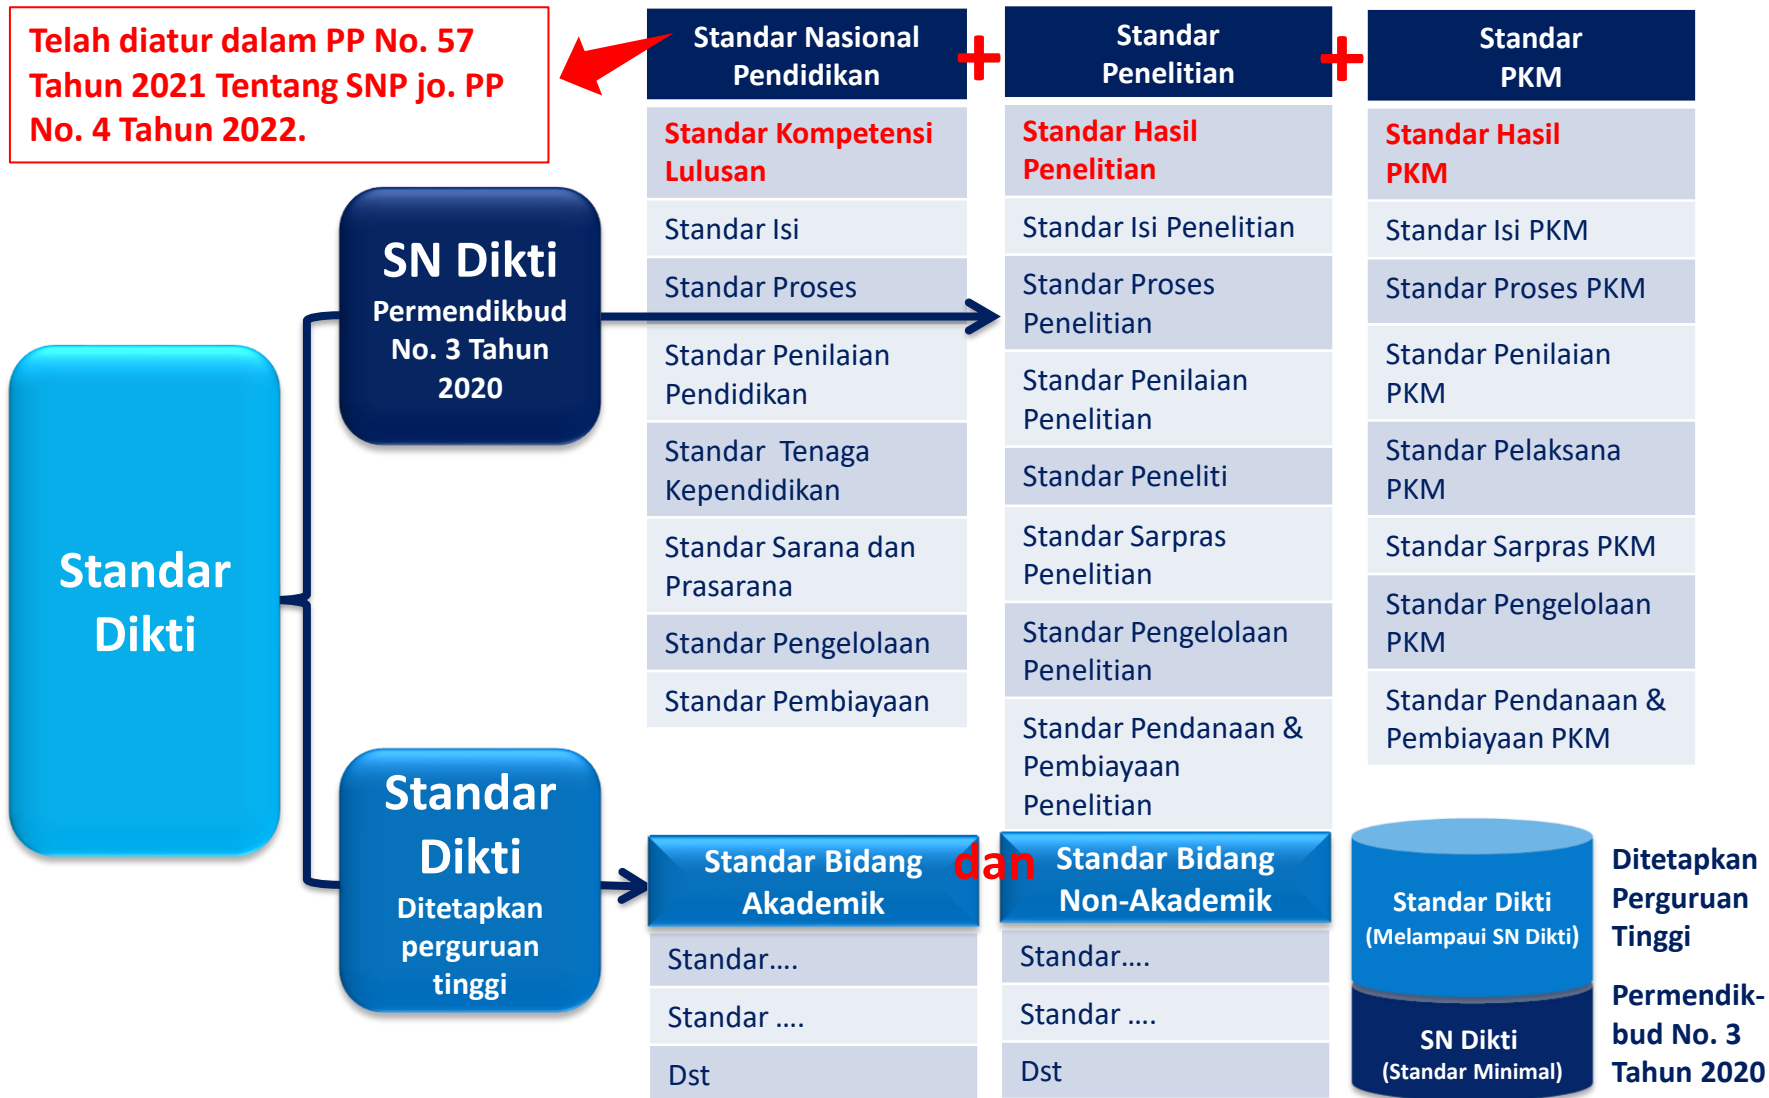 Telah diatur dalam PP No. 57
Tahun 2021 Tentang SNP jo. PP
No. 4 Tahun 2022.
Standar
Dikti
SN Dikti
Permendikbud
No. 3 Tahun
2020
Standar
Dikti
Ditetapkan
perguruan
tinggi
Standar Nasional
Pendidikan
Standar Kompetensi
Lulusan
Standar Isi
Standar Proses
Standar Penilaian
Pendidikan
Standar  Tenaga
Kependidikan
Standar Sarana dan
Prasarana
Standar Pengelolaan
Standar Pembiayaan
+
Standar
Penelitian
Standar Hasil
Penelitian
Standar Isi Penelitian
Standar Proses
Penelitian
Standar Penilaian
Penelitian
Standar Peneliti
Standar Sarpras
Penelitian
Standar Pengelolaan
Penelitian
Standar Pendanaan &
Pembiayaan
Penelitian
+
Standar
PKM
Standar Hasil
PKM
Standar Isi PKM
Standar Proses PKM
Standar Penilaian
PKM
Standar Pelaksana
PKM
Standar Sarpras PKM
Standar Pengelolaan
PKM
Standar Pendanaan &
Pembiayaan PKM
Standar Bidang
Akademik
Standar....
Standar ....
Dst
dan
Standar Bidang
Non-Akademik
Standar....
Standar ....
Dst
Standar Dikti
(Melampaui SN Dikti)
SN Dikti
(Standar Minimal)
Ditetapkan
Perguruan
Tinggi
Permendik-
bud No. 3
Tahun 2020